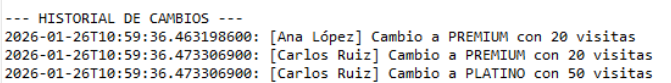 --- HISTORIAL DE CAMBIOS ---
2026-01-26T10:59:36.463198600: [Ana López] Cambio a PREMIUM con 20 visitas
2026-01-26T10:59:36.473306900: [Carlos Ruiz] Cambio a PREMIUM con 20 visitas
2026-01-26T10:59:36.473306900: [Carlos Ruiz] Cambio a PLATINO con 50 visitas